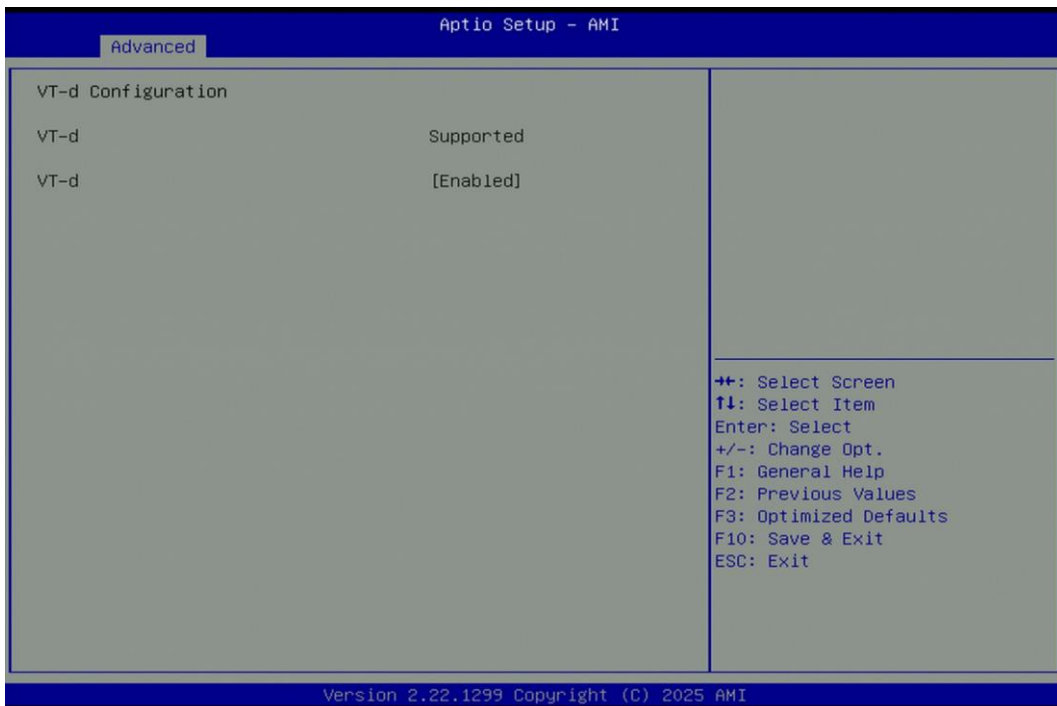 Aptio Setup – AMI
Advanced
VT-d Configuration
VT-d Supported
VT-d [Enabled]
→←: Select Screen
↑↓: Select Item
Enter: Select
+/-: Change Opt.
F1: General Help
F2: Previous Values
F3: Optimized Defaults
F10: Save & Exit
ESC: Exit
Version 2.22.1299 Copyright (C) 2025 AMI